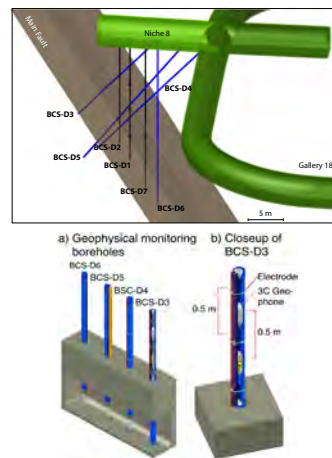 Niche 8
Main Fault
BCS-D4
BCS-D3
BCS-D2
BCS-D5
BCS-D1
Gallery 18
BCS-D7
BCS-D6
5 m
a) Geophysical monitoring
boreholes
BCS-D6
BCS-D5
BSC-D4
BCS-D3
b) Closeup of
BCS-D3
Electrode
3C Geo-
phone
0.5 m
0.5 m